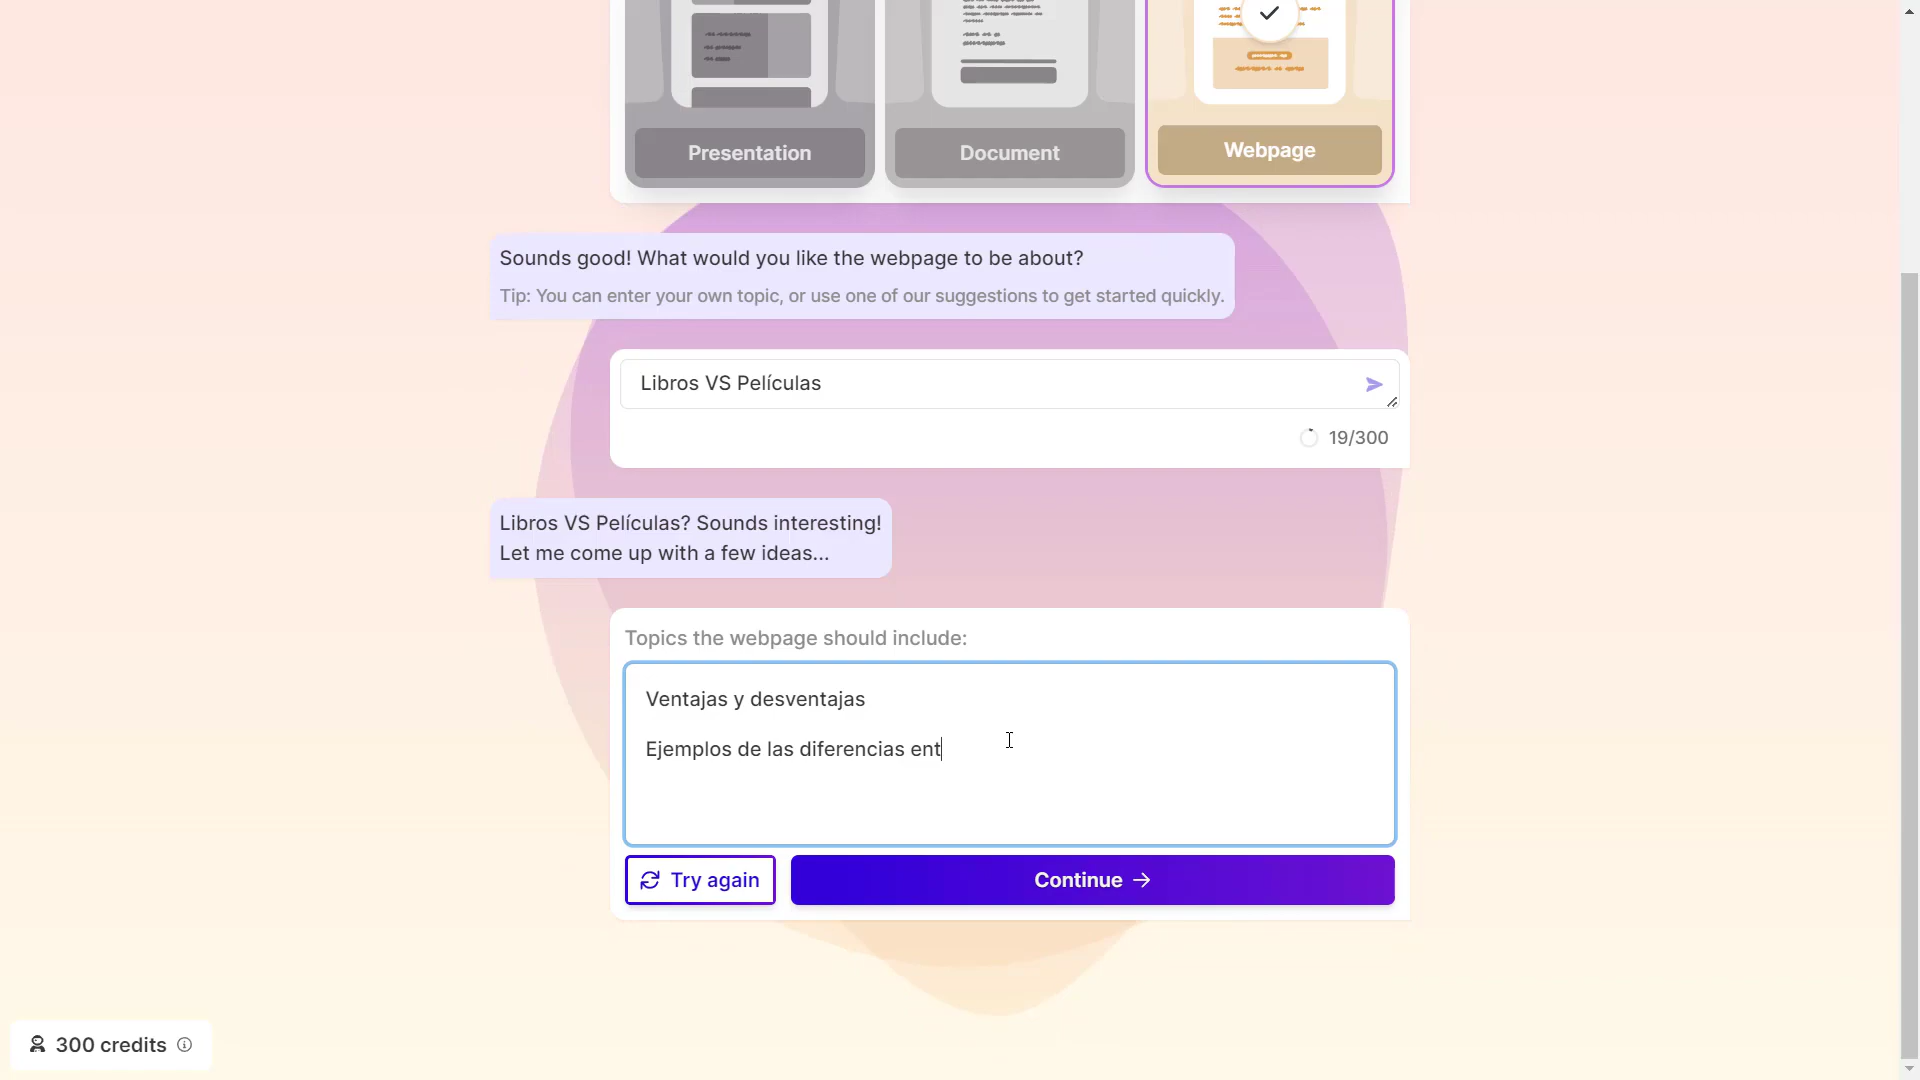 Presentation
Document
Webpage
Sounds good! What would you like the webpage to be about?
Tip: You can enter your own topic, or use one of our suggestions to get started quickly.
Libros VS Películas
19/300
Libros VS Películas? Sounds interesting!
Let me come up with a few ideas...
Topics the webpage should include:
Ventajas y desventajas
Ejemplos de las diferencias ent
Try again
Continue →
300 credits